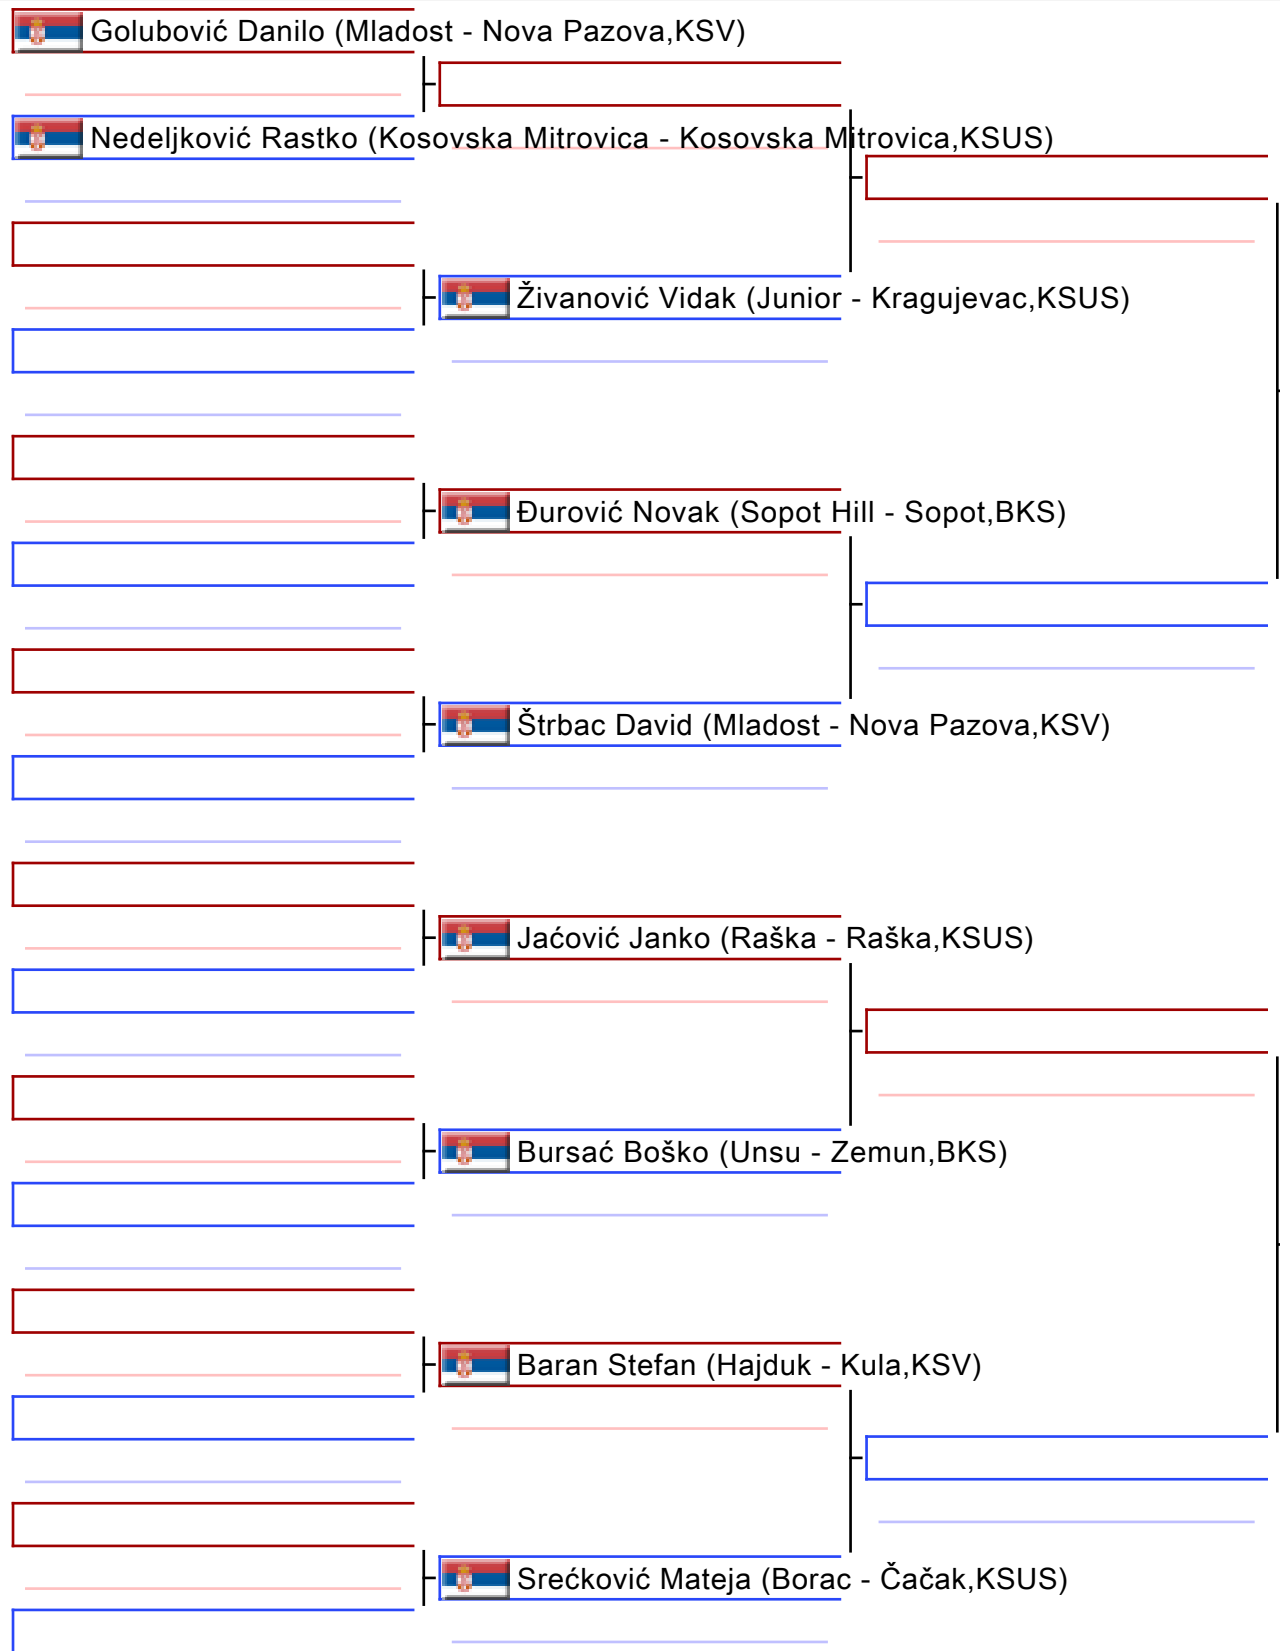 Golubović Danilo (Mladost - Nova Pazova,KSV)
Nedeljković Rastko (Kosovska Mitrovica - Kosovska Mitrovica,KSUS)
Živanović Vidak (Junior - Kragujevac,KSUS)
Đurović Novak (Sopot Hill - Sopot,BKS)
Štrbac David (Mladost - Nova Pazova,KSV)
Jaćović Janko (Raška - Raška,KSUS)
Bursać Boško (Unsu - Zemun,BKS)
Baran Stefan (Hajduk - Kula,KSV)
Srećković Mateja (Borac - Čačak,KSUS)